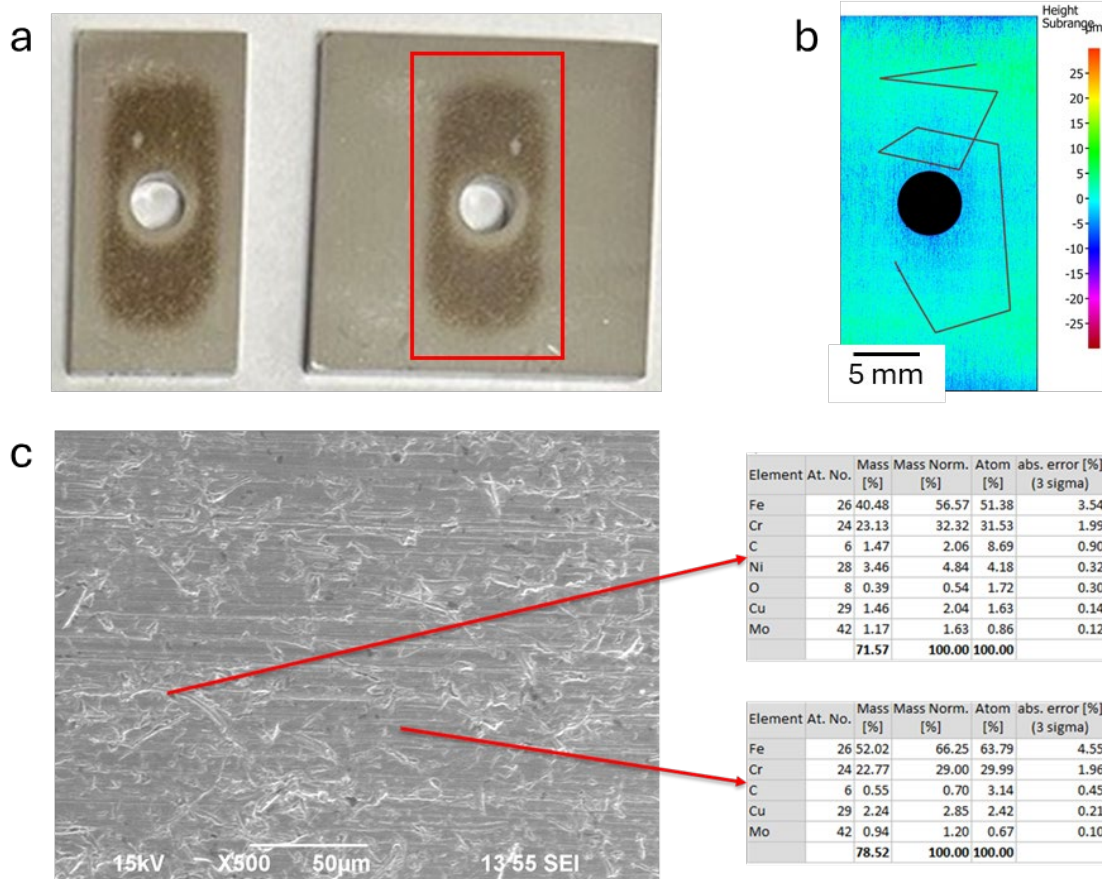 a
b
Height
Subrange
µm
25
20
15
10
5
0
-5
-10
-15
-20
-25
5 mm
c
15kV X500 50µm 13 55 SEI
Element At. No. Mass Mass Norm. Atom abs. error [%]
[%] [%] [%] (3 sigma)
Fe 26 40.48 56.57 51.38 3.54
Cr 24 23.13 32.32 31.53 1.99
C 6 1.47 2.06 8.69 0.90
Ni 28 3.46 4.84 4.18 0.32
O 8 0.39 0.54 1.72 0.30
Cu 29 1.46 2.04 1.63 0.14
Mo 42 1.17 1.63 0.86 0.12
71.57 100.00 100.00
Element At. No. Mass Mass Norm. Atom abs. error [%]
[%] [%] [%] (3 sigma)
Fe 26 52.02 66.25 63.79 4.55
Cr 24 22.77 29.00 29.99 1.96
C 6 0.55 0.70 3.14 0.45
Cu 29 2.24 2.85 2.42 0.21
Mo 42 0.94 1.20 0.67 0.10
78.52 100.00 100.00